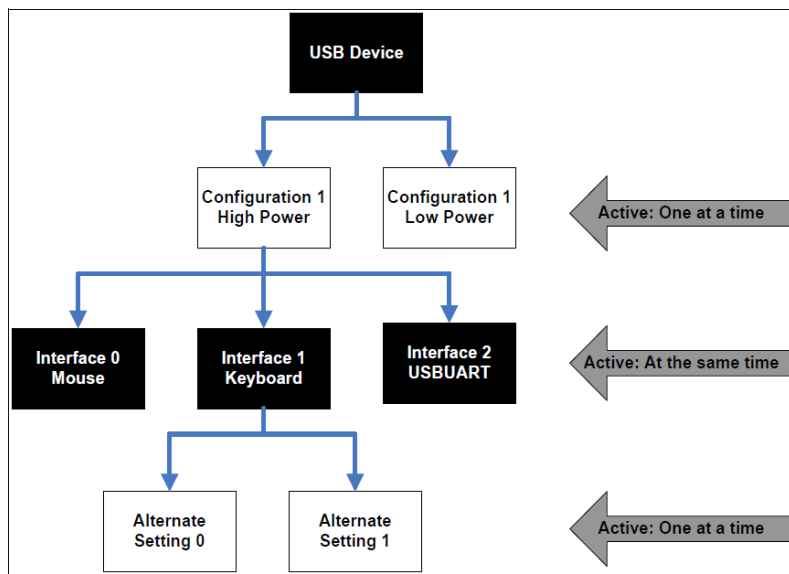 USB Device
Configuration 1
High Power
Configuration 1
Low Power
Active: One at a time
Interface 0
Mouse
Interface 1
Keyboard
Interface 2
USBUART
Active: At the same time
Alternate
Setting 0
Alternate
Setting 1
Active: One at a time